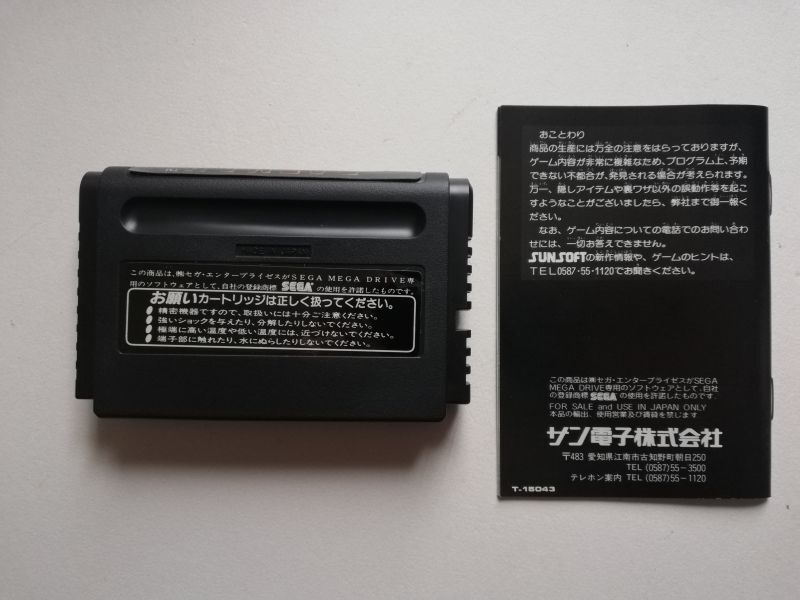 MADE IN JAPAN
この商品は、㈱セガ・エンタープライゼスがSEGA MEGA DRIVE専
用のソフトウェアとして、自社の登録商標 SEGA の使用を許諾したものです。
お願い カートリッジは正しく扱ってください。
● 精密機器ですので、取扱いには十分ご注意ください。
● 強いショックを与えたり、分解したりしないでください。
● 極端に高い温度や低い温度には、近づけないでください。
● 端子部に触れたり、水にぬらしたりしないでください。
おことわり
商品の生産には万全の注意をはらっておりますが、
ゲーム内容が非常に複雑なため、プログラム上、予期
できない不都合が、発見される場合が考えられます。
万一、隠しアイテムや裏ワザ以外の誤動作等を起こ
すようなことがございましたら、弊社まで御一報く
ださい。
なお、ゲーム内容についての電話でのお問い合わ
せには、一切お答えできません。
SUNSOFTの新作情報や、ゲームのヒントは、
TEL0587・55・1120でお聞きください。
この商品は㈱セガ・エンタープライゼスがSEGA
MEGA DRIVE専用のソフトウェアとして、自社
の登録商標 SEGA の使用を許諾したものです.
FOR SALE and USE IN JAPAN ONLY
本品の輸出、使用営業及び賃貸を禁じます
サン電子株式会社
〒483 愛知県江南市古知野町朝日250
TEL (0587)55-3500
テレホン案内 TEL (0587)55-1120
T-15043